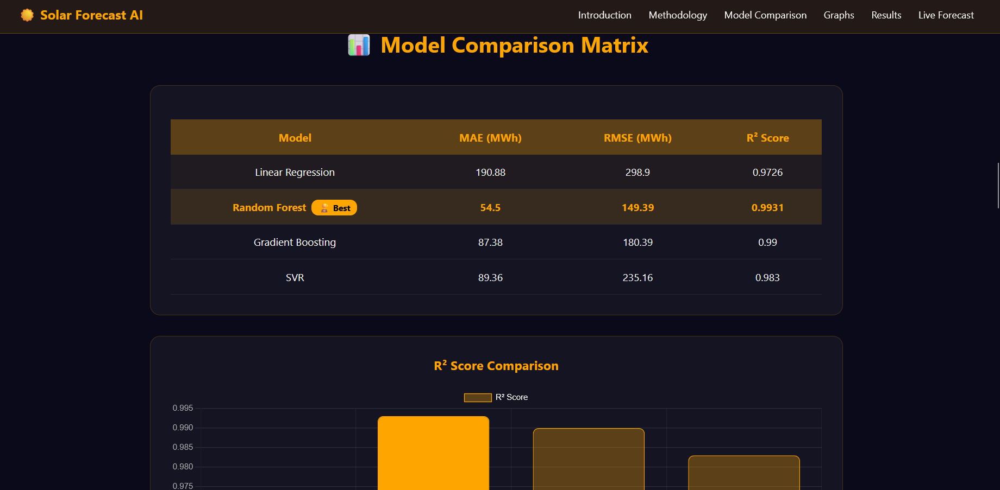 Solar Forecast AI Introduction Methodology Model Comparison Graphs Results Live Forecast
Model Comparison Matrix
Model MAE (MWh) RMSE (MWh) R² Score
Linear Regression 190.88 298.9 0.9726
Random Forest Best 54.5 149.39 0.9931
Gradient Boosting 87.38 180.39 0.99
SVR 89.36 235.16 0.983
R² Score Comparison
R² Score
0.995
0.990
0.985
0.980
0.975